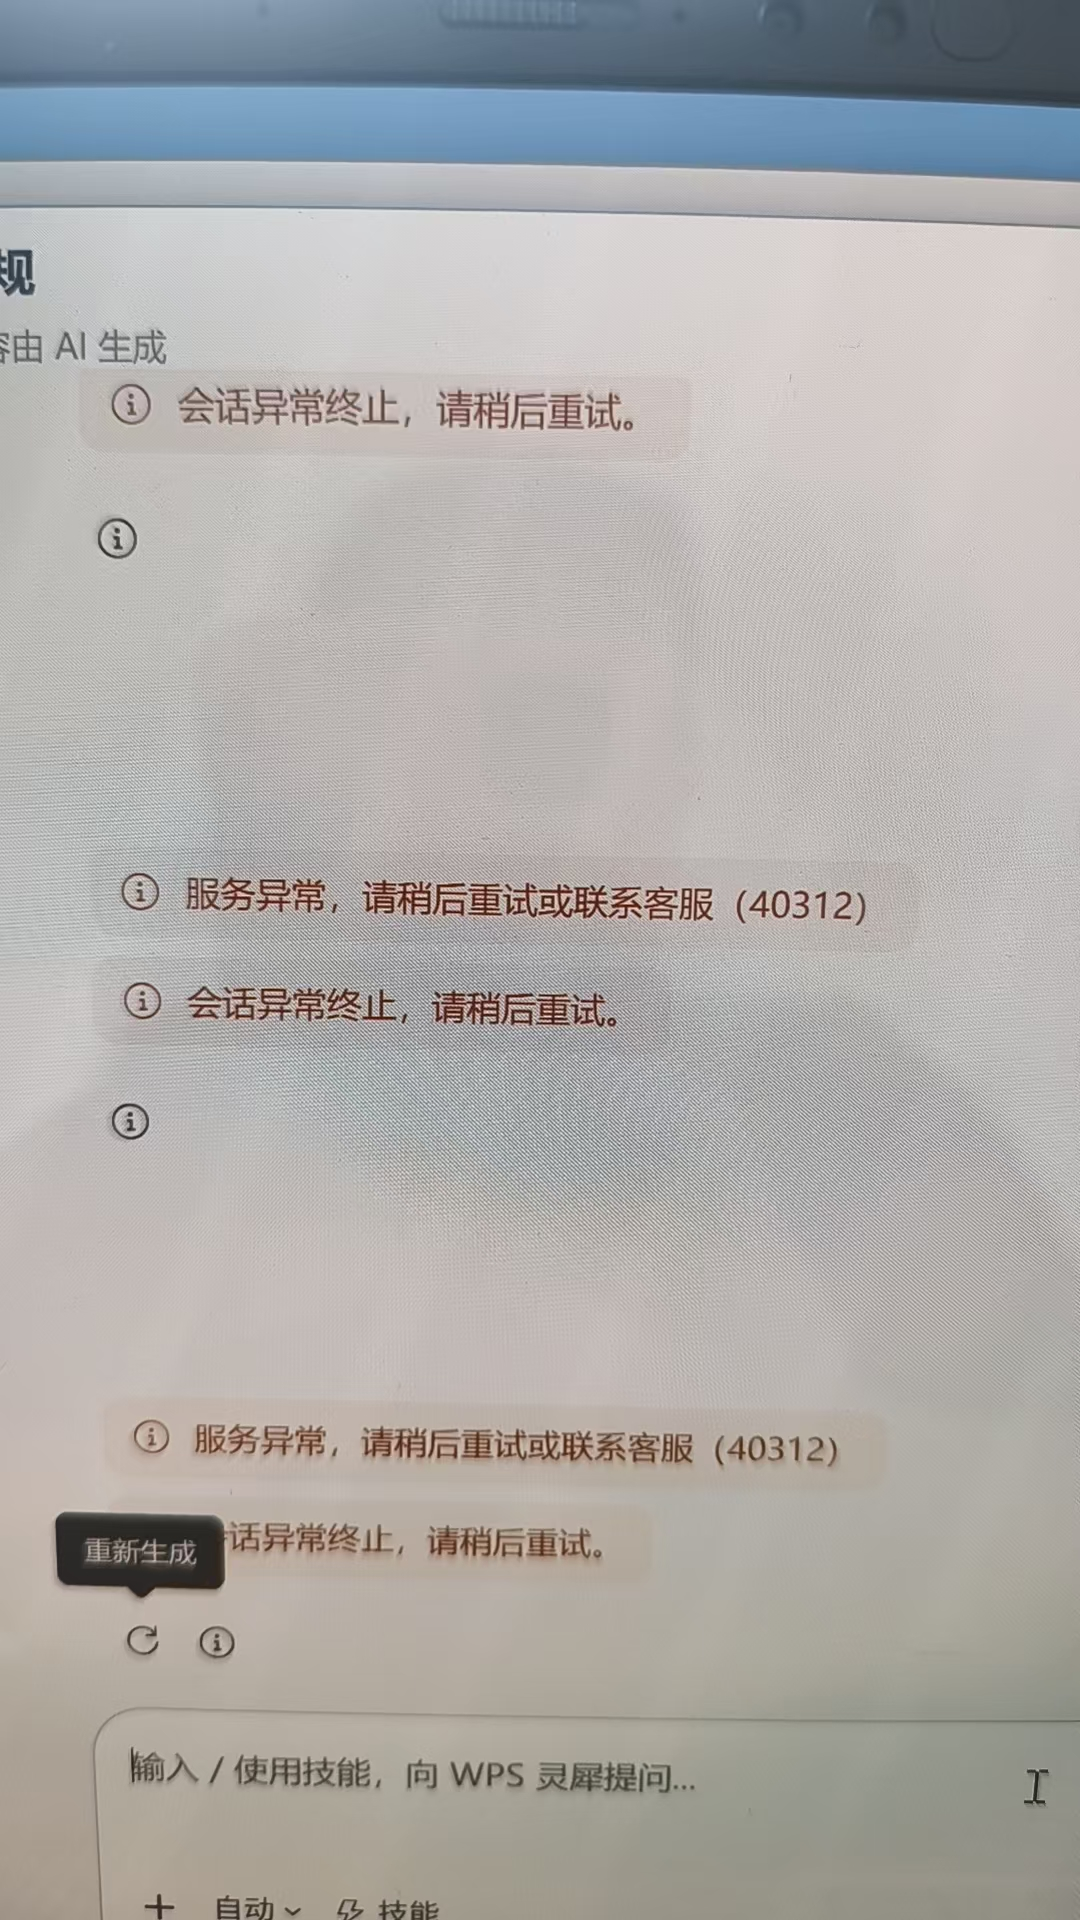 规
容由 AI 生成
会话异常终止，请稍后重试。
服务异常，请稍后重试或联系客服（40312）
会话异常终止，请稍后重试。
服务异常，请稍后重试或联系客服（40312）
话异常终止，请稍后重试。
重新生成
输入 / 使用技能，向 WPS 灵犀提问...
自动 技能